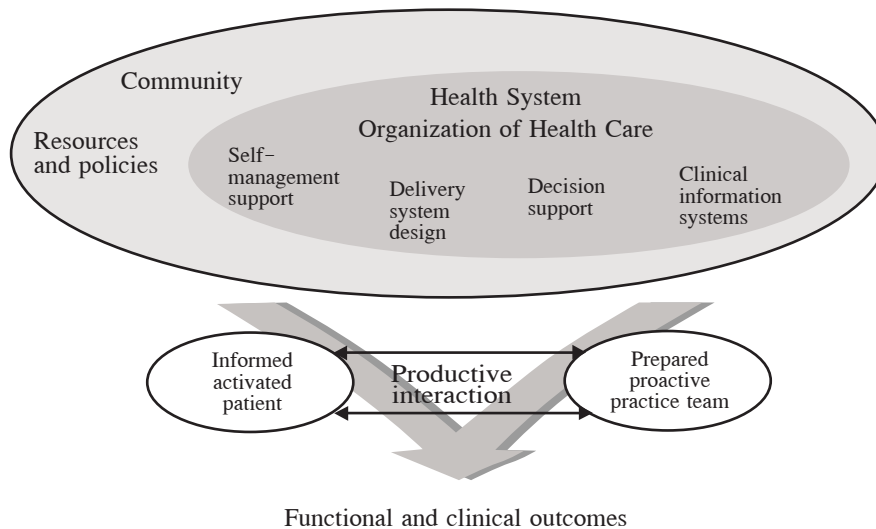 Community
Resources
and policies
Health System
Organization of Health Care
Self-
management
support
Delivery
system
design
Decision
support
Clinical
information
systems
Informed
activated
patient
Productive
interaction
Prepared
proactive
practice team
Functional and clinical outcomes